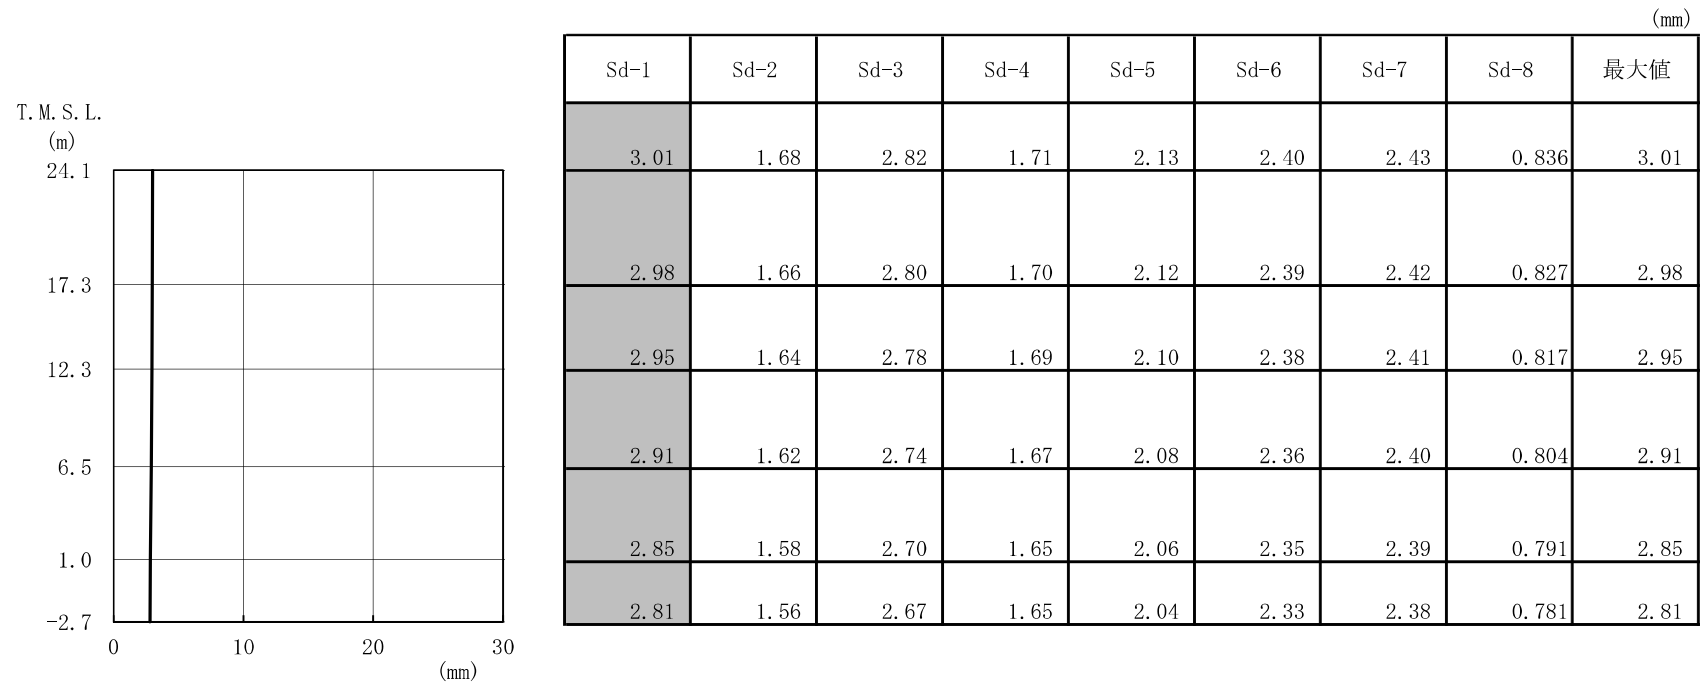 (mm)
Sd-1 Sd-2 Sd-3 Sd-4 Sd-5 Sd-6 Sd-7 Sd-8 最大値
T.M.S.L.
(m)
3.01 1.68 2.82 1.71 2.13 2.40 2.43 0.836 3.01
24.1
2.98 1.66 2.80 1.70 2.12 2.39 2.42 0.827 2.98
17.3
2.95 1.64 2.78 1.69 2.10 2.38 2.41 0.817 2.95
12.3
2.91 1.62 2.74 1.67 2.08 2.36 2.40 0.804 2.91
6.5
2.85 1.58 2.70 1.65 2.06 2.35 2.39 0.791 2.85
1.0
2.81 1.56 2.67 1.65 2.04 2.33 2.38 0.781 2.81
-2.7
0 10 20 30
(mm)